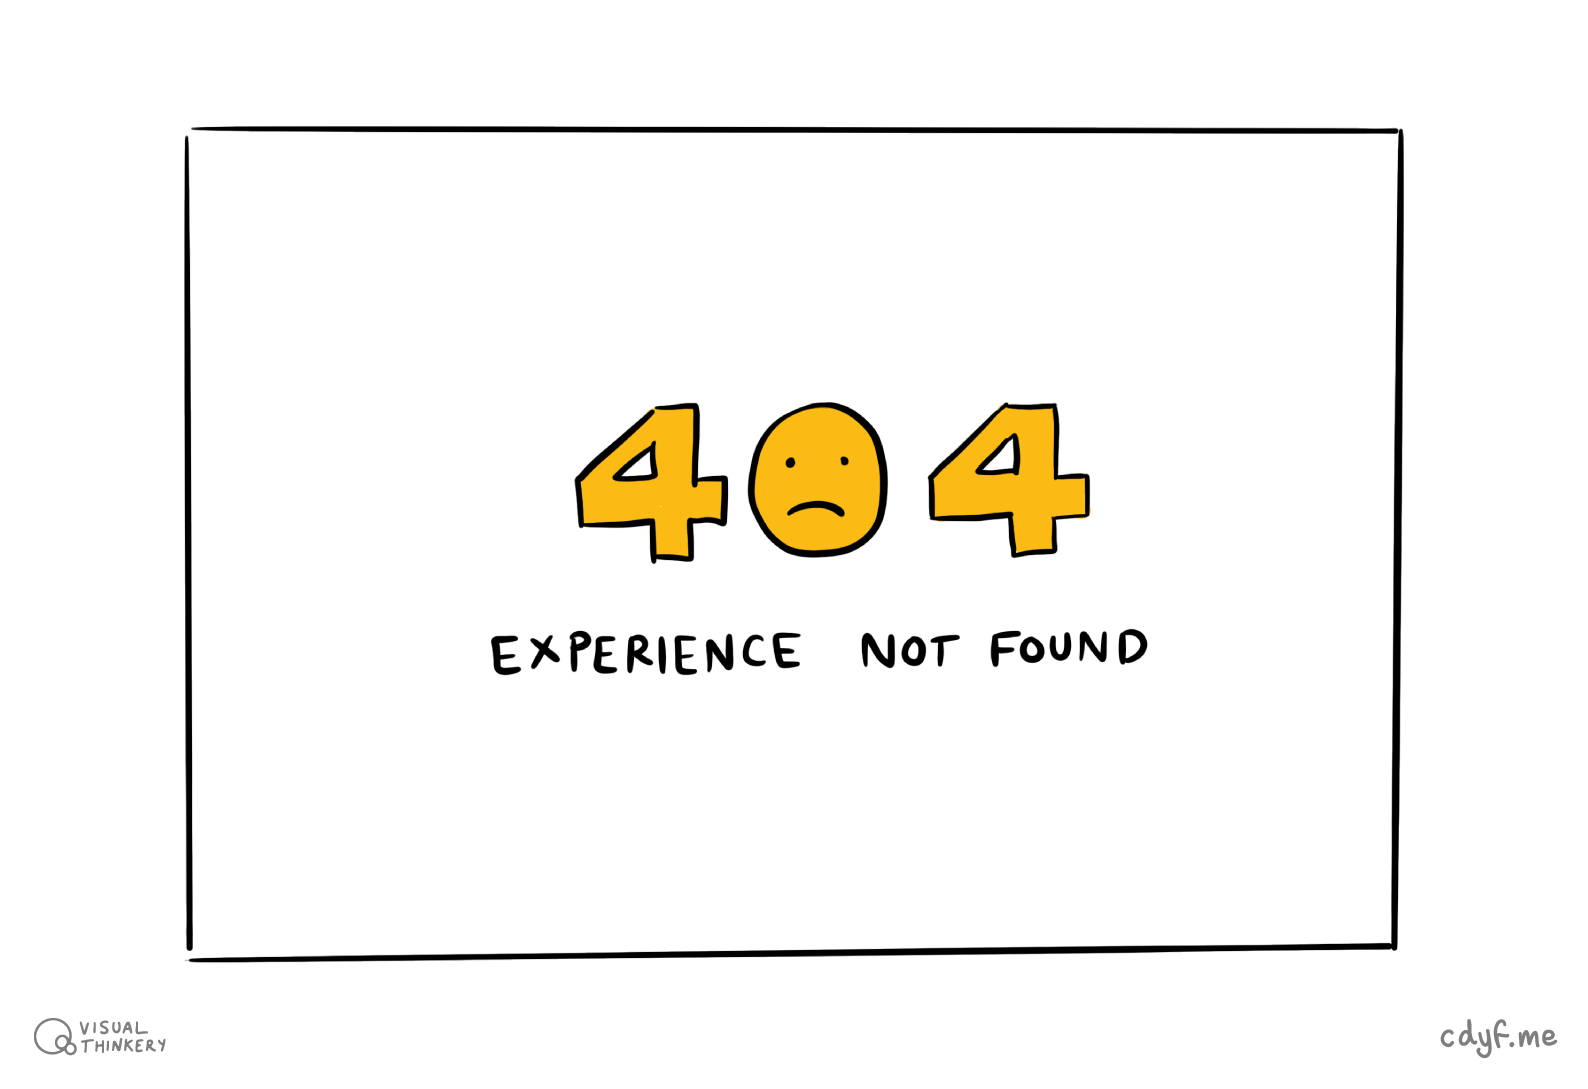 404
EXPERIENCE NOT FOUND
VISUAL
THINKERY
cdyf.me